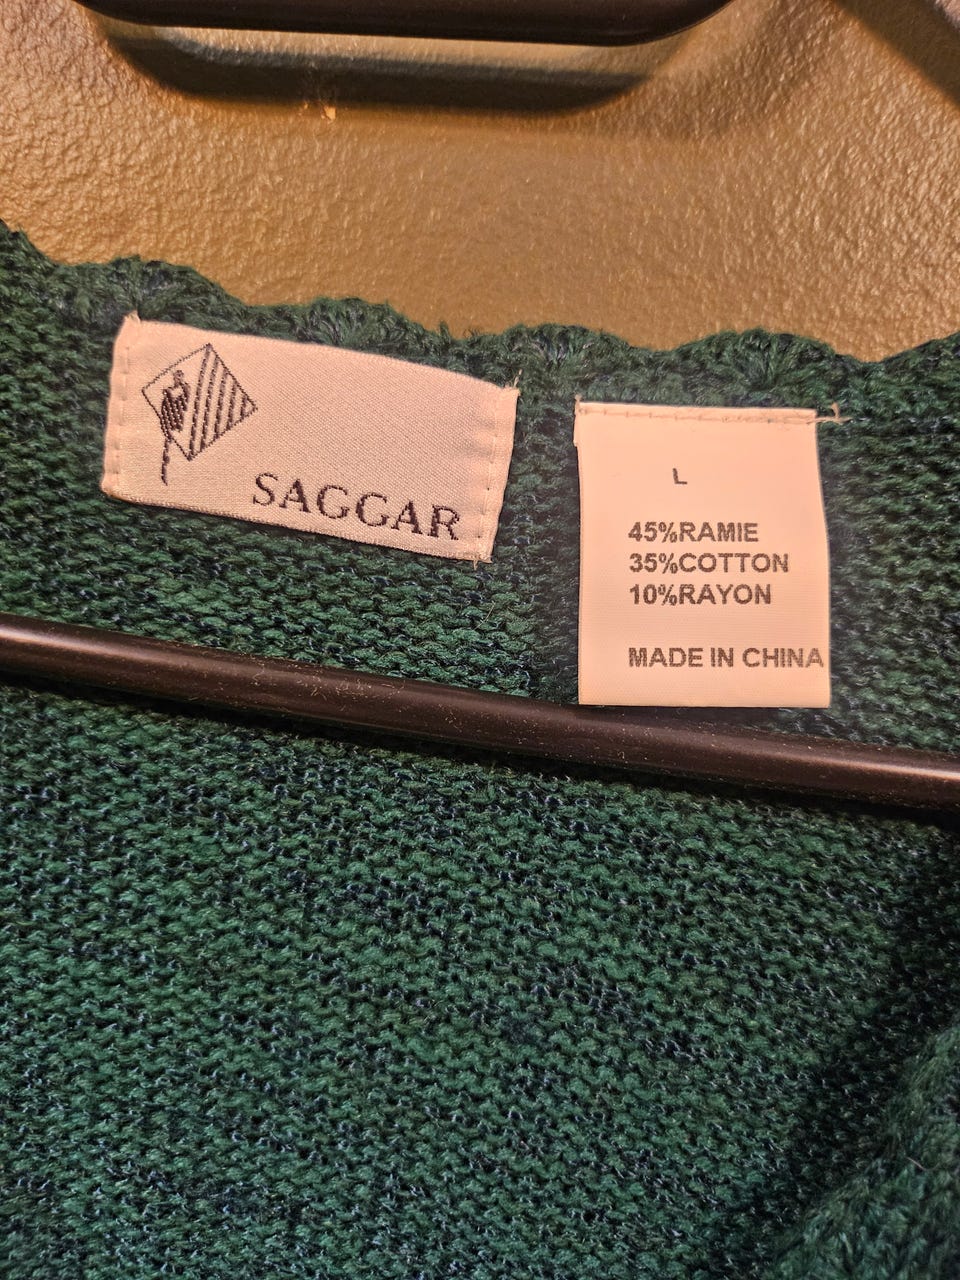 SAGGAR
L
45%RAMIE
35%COTTON
10%RAYON
MADE IN CHINA